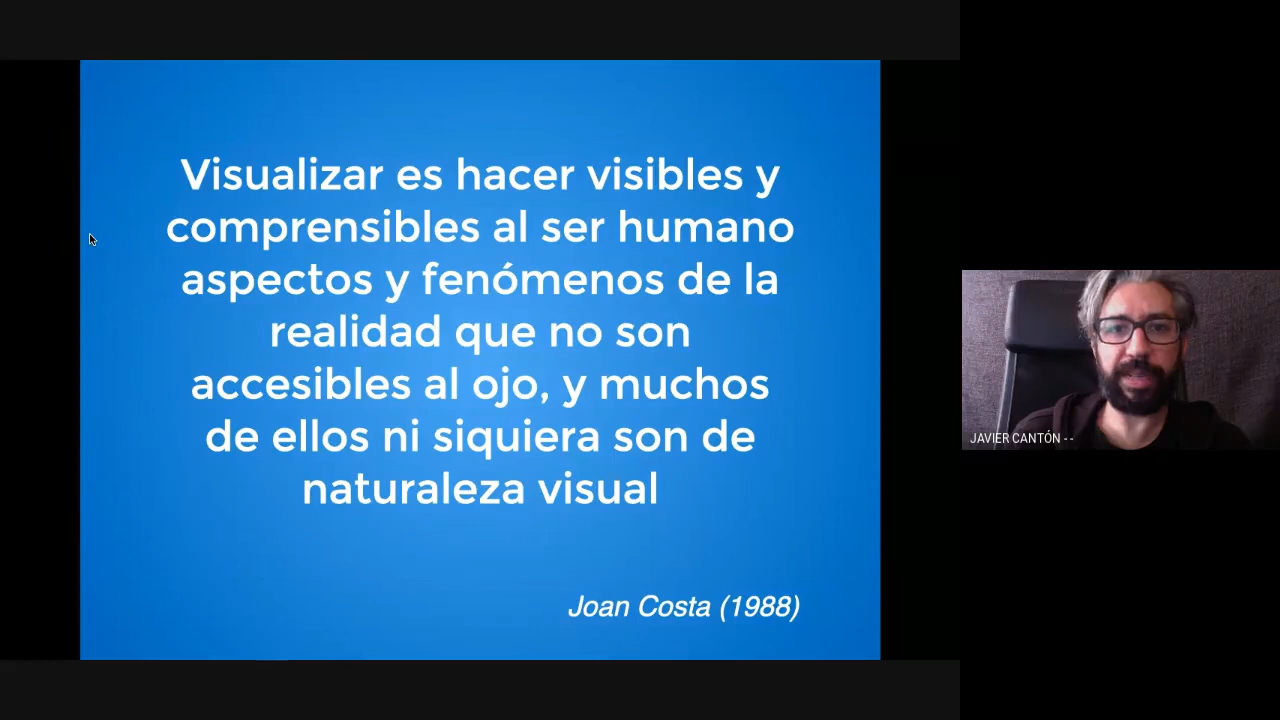 Visualizar es hacer visibles y
comprensibles al ser humano
aspectos y fenómenos de la
realidad que no son
accesibles al ojo, y muchos
de ellos ni siquiera son de
naturaleza visual
Joan Costa (1988)
JAVIER CANTÓN - -